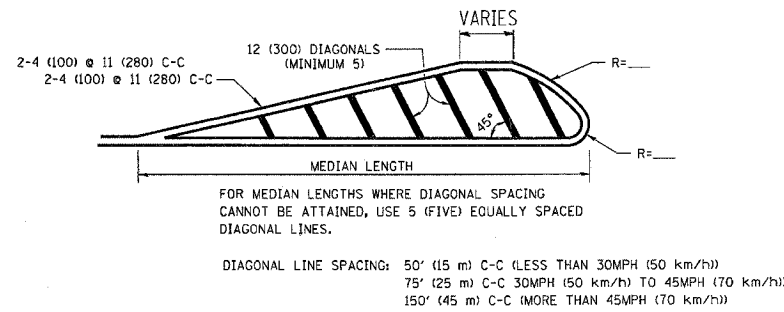 VARIES
2-4 (100) @ 11 (280) C-C
2-4 (100) @ 11 (280) C-C
12 (300) DIAGONALS
(MINIMUM 5)
R=___
45°
R=___
MEDIAN LENGTH
FOR MEDIAN LENGTHS WHERE DIAGONAL SPACING
CANNOT BE ATTAINED, USE 5 (FIVE) EQUALLY SPACED
DIAGONAL LINES.
DIAGONAL LINE SPACING: 50' (15 m) C-C (LESS THAN 30MPH (50 km/h))
75' (25 m) C-C 30MPH (50 km/h) TO 45MPH (70 km/h))
150' (45 m) C-C (MORE THAN 45MPH (70 km/h))